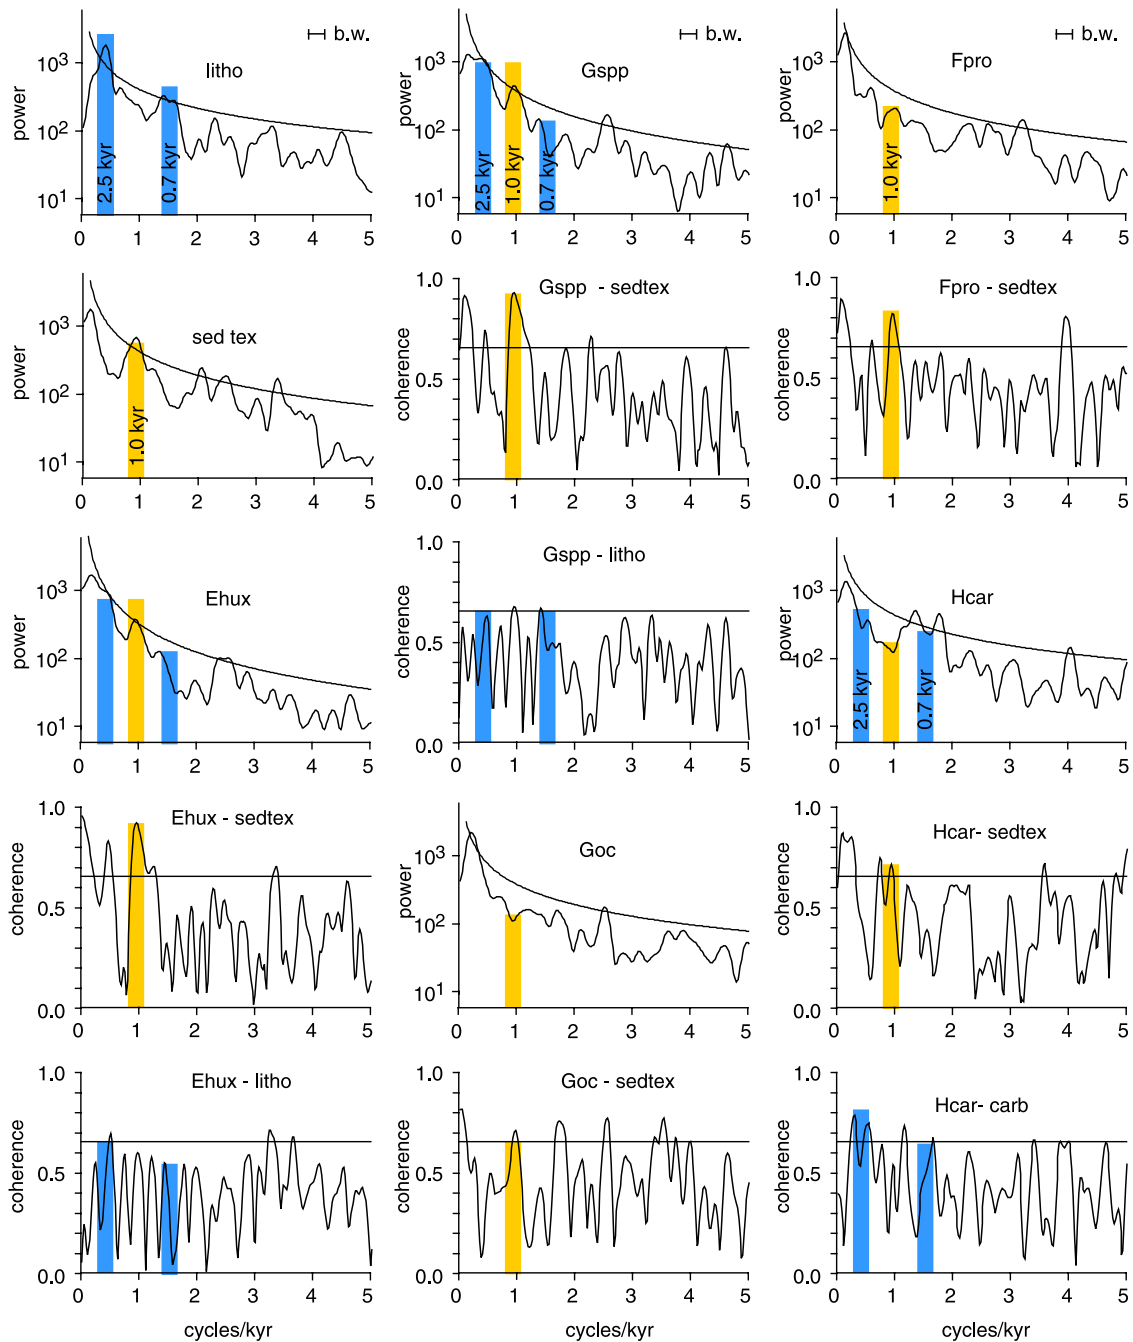 b.w.
10³
litho
power
10²
10¹
2.5 kyr
0.7 kyr
0 1 2 3 4 5
b.w.
10³
Gspp
power
10²
10¹
2.5 kyr
1.0 kyr
0.7 kyr
0 1 2 3 4 5
b.w.
10³
Fpro
power
10²
10¹
1.0 kyr
0 1 2 3 4 5
10³
sed tex
power
10²
10¹
1.0 kyr
0 1 2 3 4 5
1.0
Gspp - sedtex
coherence
0.5
0.0
0 1 2 3 4 5
1.0
Fpro - sedtex
coherence
0.5
0.0
0 1 2 3 4 5
10³
Ehux
power
10²
10¹
0 1 2 3 4 5
1.0
Gspp - litho
coherence
0.5
0.0
0 1 2 3 4 5
10³
Hcar
power
10²
10¹
2.5 kyr
0.7 kyr
0 1 2 3 4 5
1.0
Ehux - sedtex
coherence
0.5
0.0
0 1 2 3 4 5
10³
Goc
power
10²
10¹
0 1 2 3 4 5
1.0
Hcar- sedtex
coherence
0.5
0.0
0 1 2 3 4 5
1.0
Ehux - litho
coherence
0.5
0.0
0 1 2 3 4 5
cycles/kyr
1.0
Goc - sedtex
coherence
0.5
0.0
0 1 2 3 4 5
cycles/kyr
1.0
Hcar- carb
coherence
0.5
0.0
0 1 2 3 4 5
cycles/kyr